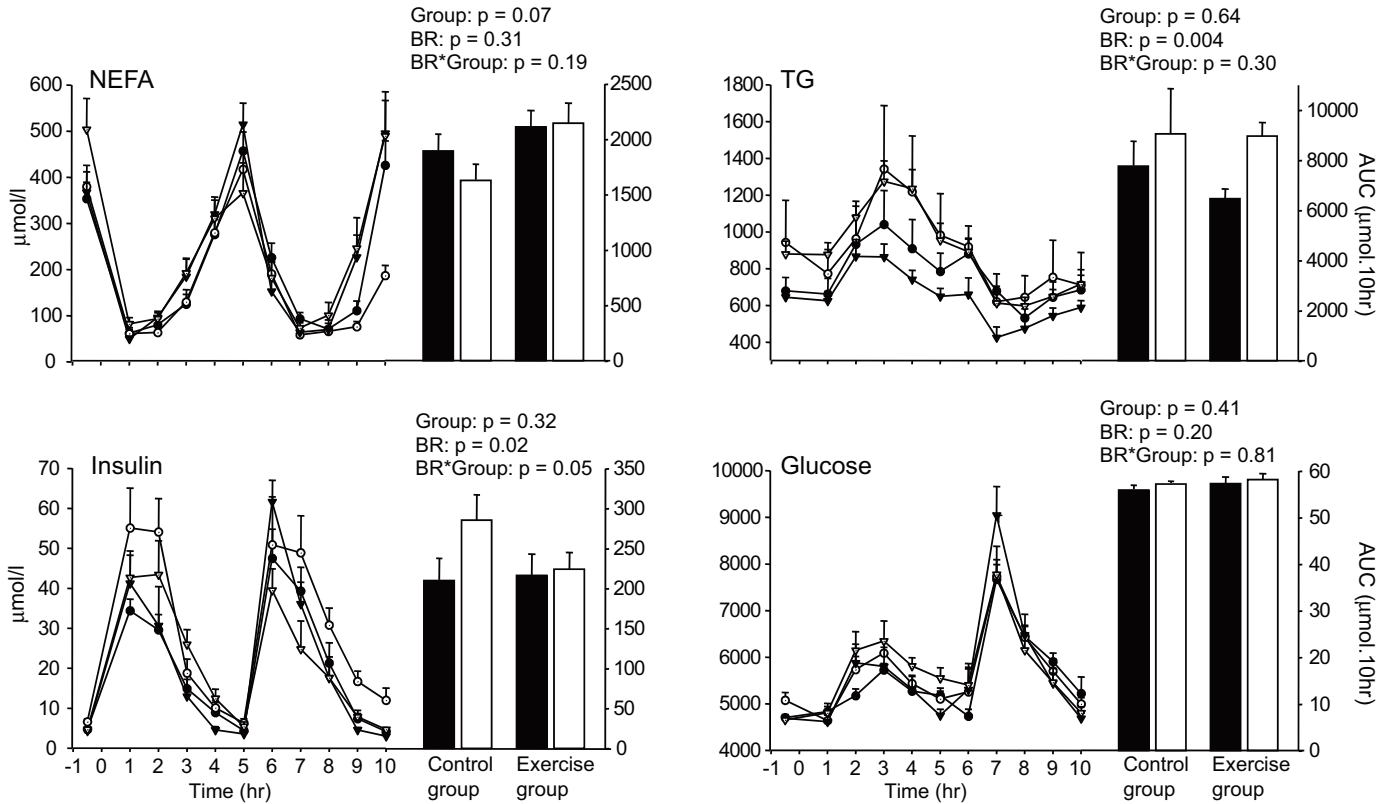 Group: p = 0.07
BR: p = 0.31
BR*Group: p = 0.19
NEFA
600
500
400
300
200
100
0
µmol/l
2500
2000
1500
1000
500
0
Group: p = 0.64
BR: p = 0.004
BR*Group: p = 0.30
TG
1800
1600
1400
1200
1000
800
600
400
10000
8000
6000
4000
2000
0
AUC (µmol.10hr)
Group: p = 0.32
BR: p = 0.02
BR*Group: p = 0.05
Insulin
70
60
50
40
30
20
10
0
µmol/l
350
300
250
200
150
100
50
0
-1 0 1 2 3 4 5 6 7 8 9 10
Time (hr)
Control
group
Exercise
group
Group: p = 0.41
BR: p = 0.20
BR*Group: p = 0.81
Glucose
10000
9000
8000
7000
6000
5000
4000
60
50
40
30
20
10
0
AUC (µmol.10hr)
-1 0 1 2 3 4 5 6 7 8 9 10
Time (hr)
Control
group
Exercise
group